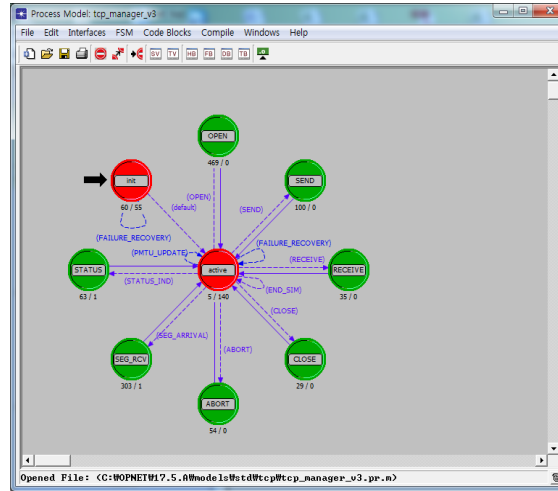 Process Model: tcp_manager_v3
File Edit Interfaces FSM Code Blocks Compile Windows Help
SV TV HB FB DB TB
OPEN
469 / 0
init
60 / 55
SEND
100 / 0
(OPEN)
(default)
(SEND)
(FAILURE_RECOVERY)
(FAILURE_RECOVERY)
(PMTU_UPDATE)
(RECEIVE)
STATUS
active
RECEIVE
63 / 1
(STATUS_IND)
5 / 140
(END_SIM)
35 / 0
(CLOSE)
(SEG_ARRIVAL)
(ABORT)
SEG_RCV
303 / 1
CLOSE
29 / 0
ABORT
54 / 0
Opened File: (C:₩OPNET₩17.5.A₩models₩std₩tcp₩tcp_manager_v3.pr.m)